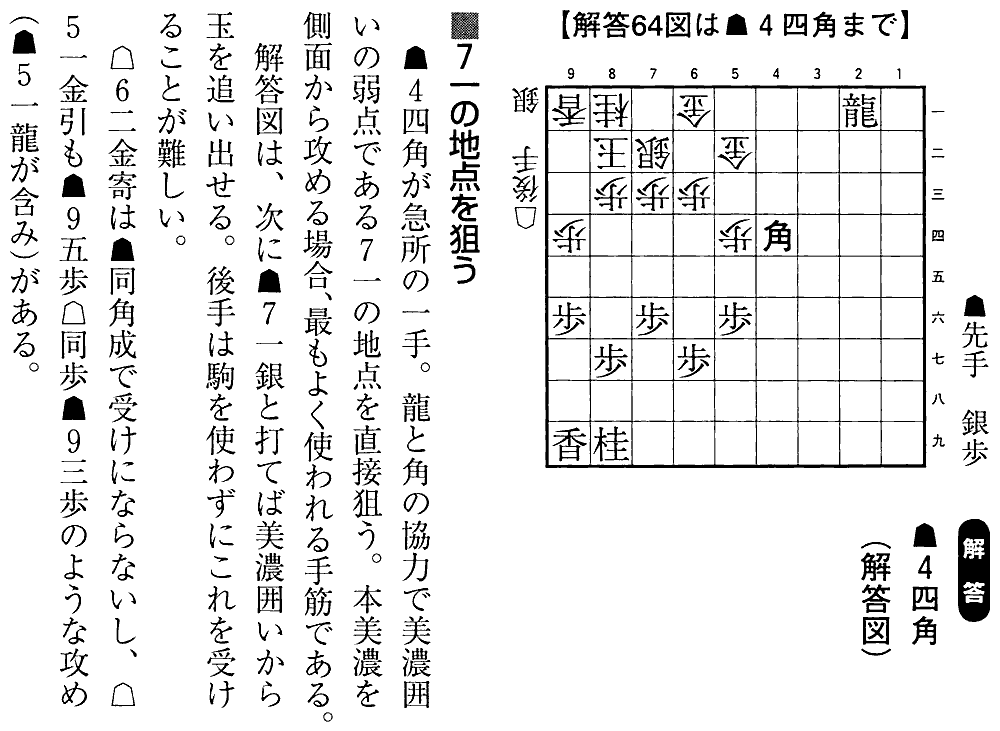 【解答64図は☗4四角まで】
9 8 7 6 5 4 3 2 1
香 桂 金 龍 一
王 銀 金 二
歩 歩 歩 三
歩 歩 角 四
五
歩 歩 歩 六
歩 歩 七
八
香 桂 九
☖後手 銀
☗先手 銀歩
解答
☗4四角
(解答図)
■7一の地点を狙う
☗4四角が急所の一手。龍と角の協力で美濃囲
いの弱点である7一の地点を直接狙う。本美濃を
側面から攻める場合、最もよく使われる手筋である。
解答図は、次に☗7一銀と打てば美濃囲いから
玉を追い出せる。後手は駒を使わずにこれを受け
ることが難しい。
☖6二金寄は☗同角成で受けにならないし、☖
5一金引も☗9五歩☖同歩☗9三歩のような攻め
(☗5一龍が含み)がある。